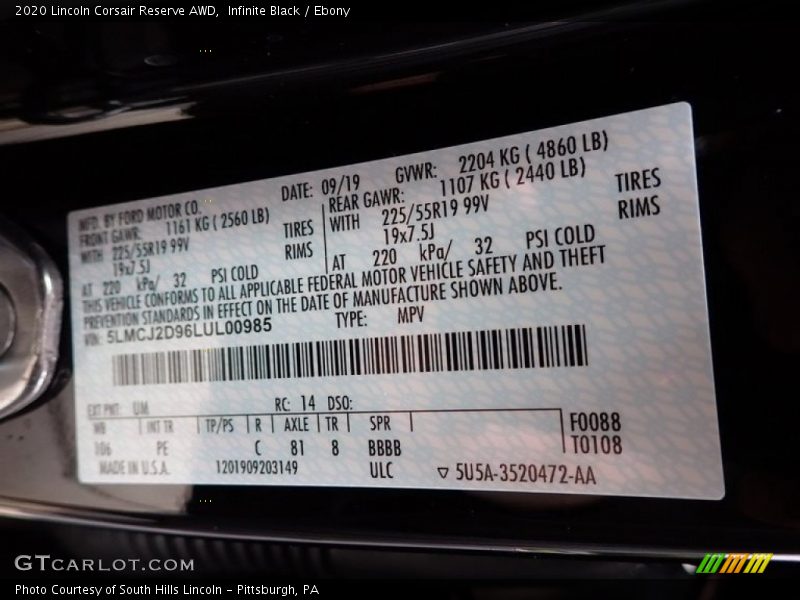 2020 Lincoln Corsair Reserve AWD,  Infinite Black / Ebony
MFD. BY FORD MOTOR CO. DATE: 09/19 GVWR: 2204 KG ( 4860 LB)
FRONT GAWR: 1161 KG ( 2560 LB) REAR GAWR: 1107 KG ( 2440 LB)
WITH 225/55R19 99V TIRES WITH 225/55R19 99V TIRES
19x7.5J RIMS 19x7.5J RIMS
AT 220 kPa/ 32 PSI COLD AT 220 kPa/ 32 PSI COLD
THIS VEHICLE CONFORMS TO ALL APPLICABLE FEDERAL MOTOR VEHICLE SAFETY AND THEFT
PREVENTION STANDARDS IN EFFECT ON THE DATE OF MANUFACTURE SHOWN ABOVE.
VIN: 5LMCJ2D96LUL00985 TYPE: MPV
EXT PNT: UM RC: 14 DSO:
WB INT TR TP/PS R AXLE TR SPR F0088
106 PE C 81 8 BBBB T0108
MADE IN U.S.A. 1201909203149 ULC ▽ 5U5A-3520472-AA
GTCARLOT.COM
Photo Courtesy of South Hills Lincoln - Pittsburgh, PA